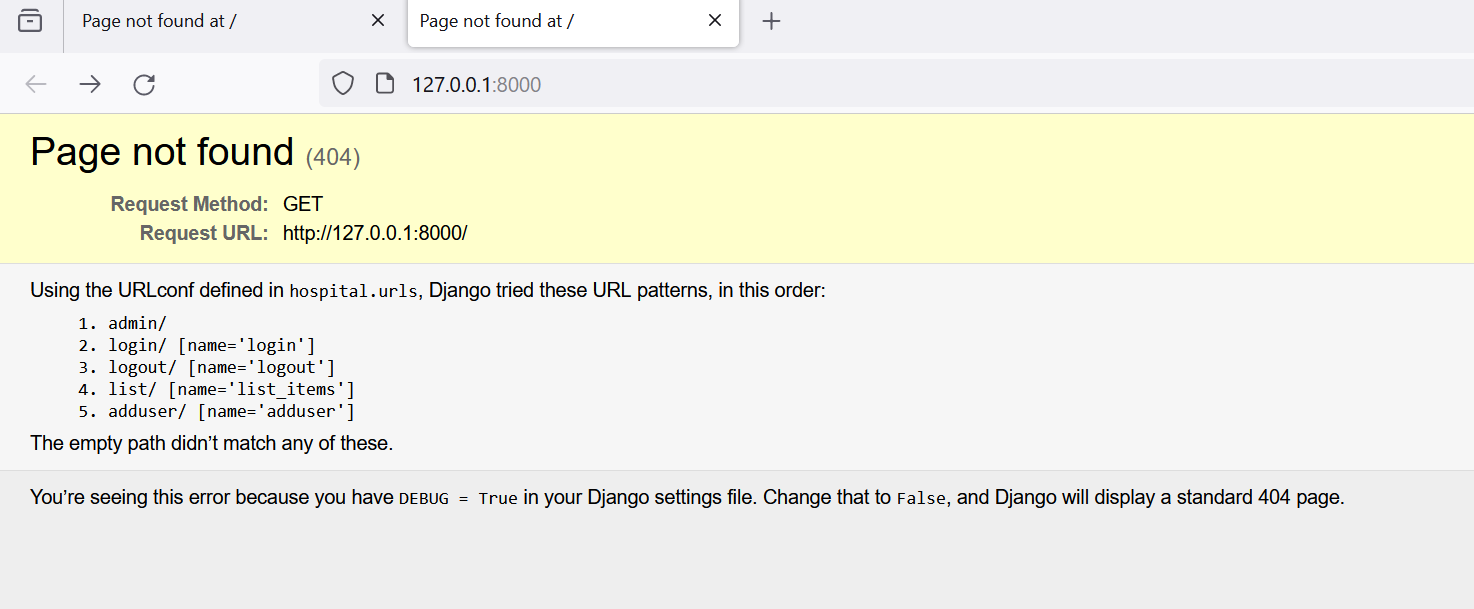 Page not found at /
Page not found at /
127.0.0.1:8000
Page not found (404)
Request Method: GET
Request URL: http://127.0.0.1:8000/
Using the URLconf defined in hospital.urls, Django tried these URL patterns, in this order:
1. admin/
2. login/ [name='login']
3. logout/ [name='logout']
4. list/ [name='list_items']
5. adduser/ [name='adduser']
The empty path didn’t match any of these.
You’re seeing this error because you have DEBUG = True in your Django settings file. Change that to False, and Django will display a standard 404 page.